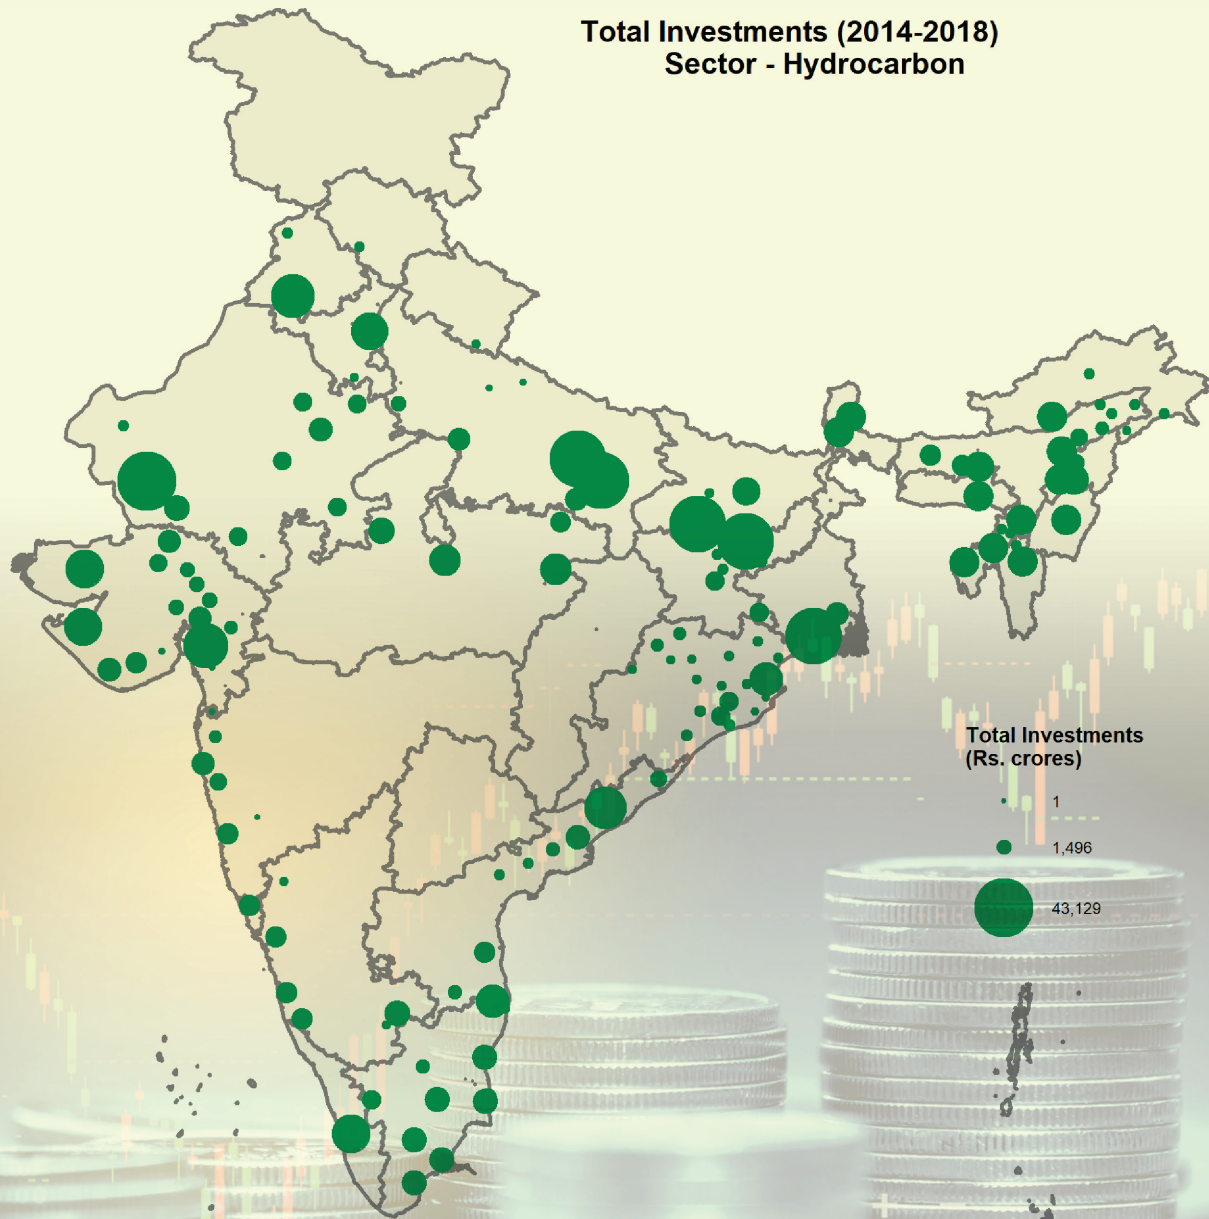 Total Investments (2014-2018)
Sector - Hydrocarbon
Total Investments
(Rs. crores)
1
1,496
43,129